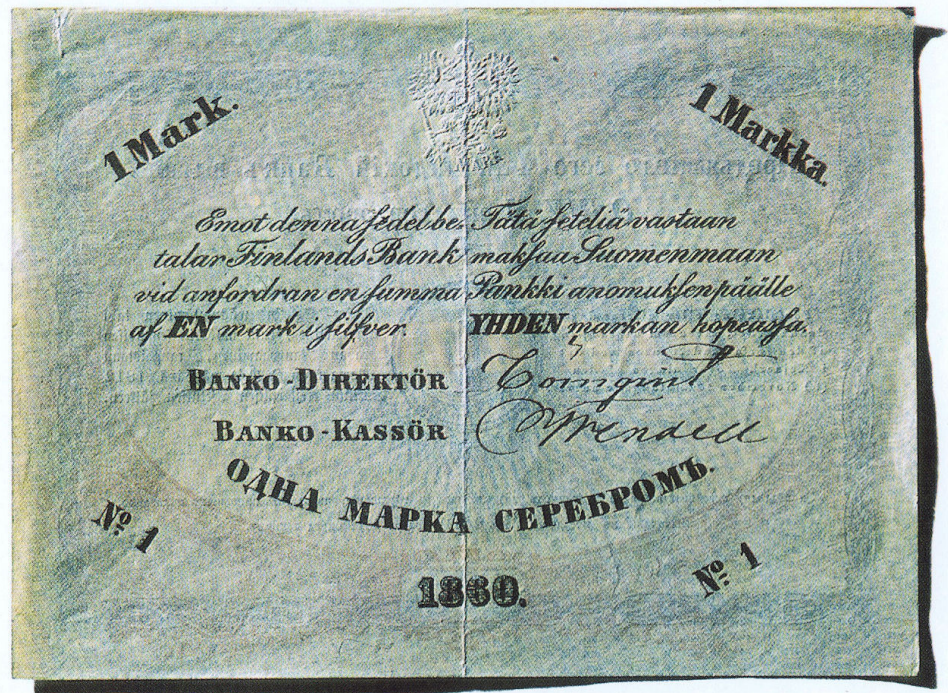 1 Mark.
1 Markka.
EN MARK
Emot denna sedel be-
talar Finlands Bank
vid anfordran en summa
af EN mark i silfver.
Tätä seteliä vastaan
maksaa Suomenmaan
Pankki anomuksen päälle
YHDEN markan hopeassa.
BANKO-DIREKTÖR
BANKO-KASSÖR
ОДНА МАРКА СЕРЕБРОМЪ.
№ 1
№ 1
1860.